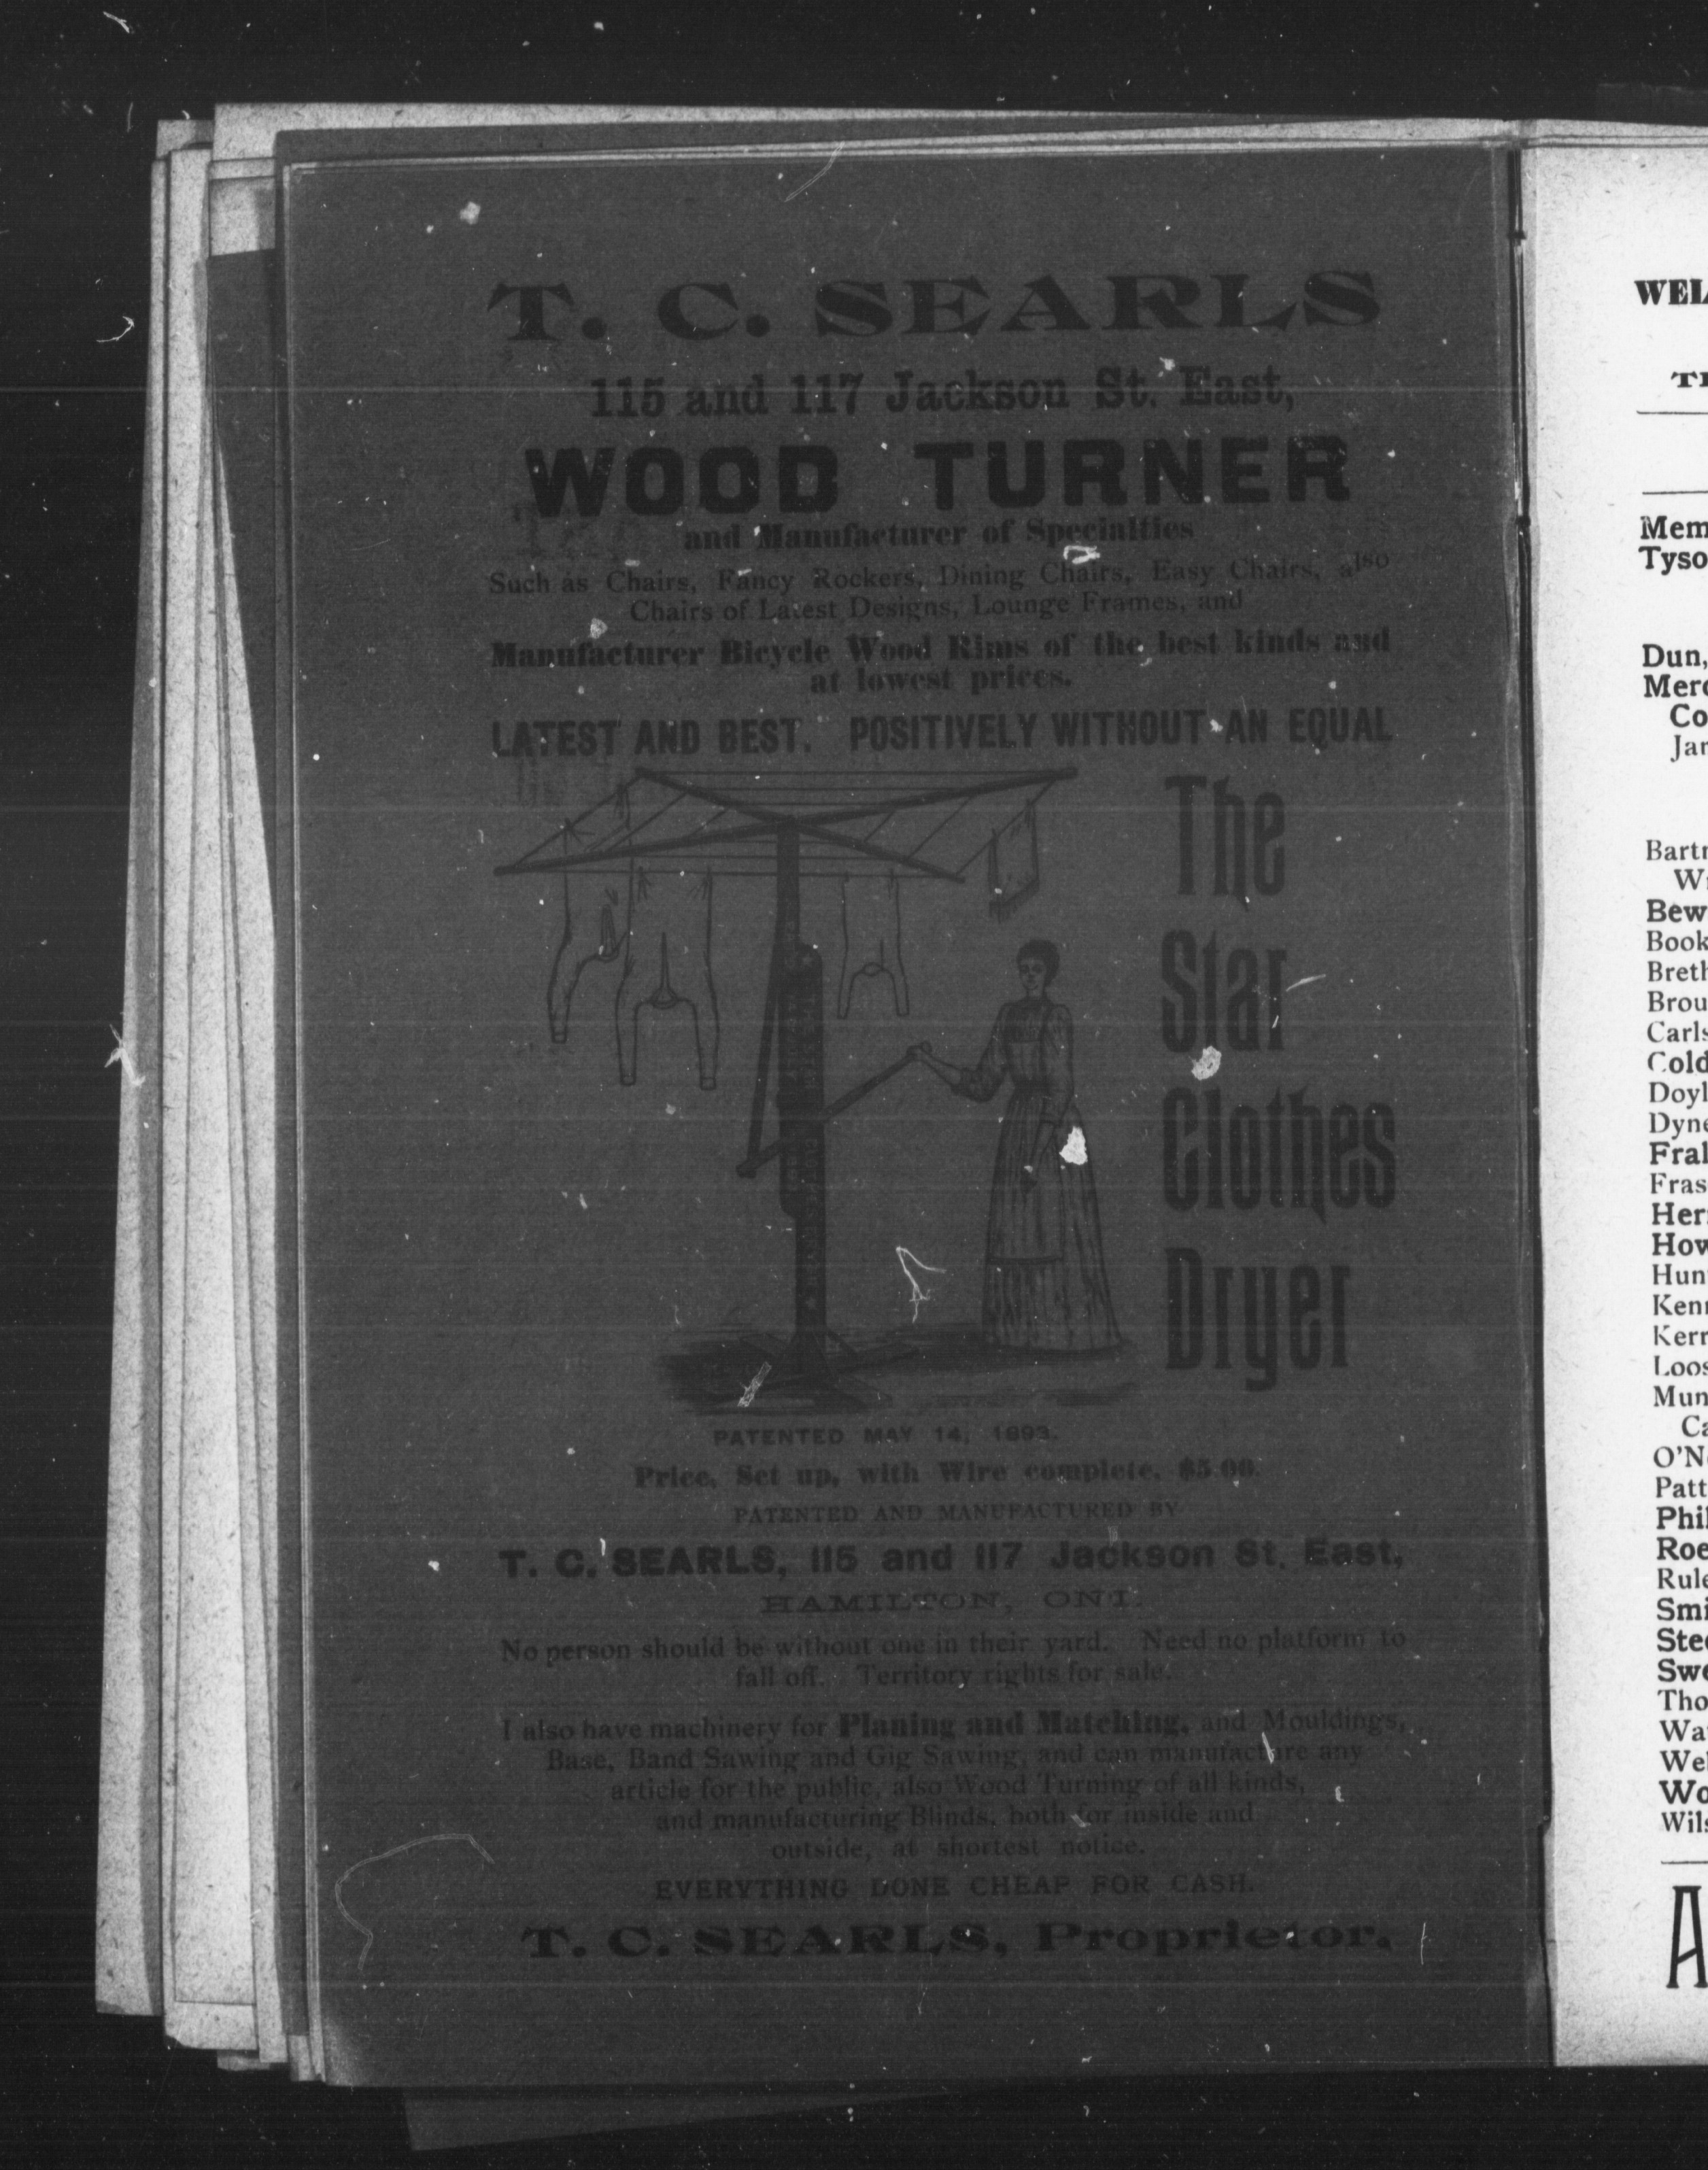 T. C. SEARLS
115 and 117 Jackson St. East,
WOOD TURNER
and Manufacturer of Specialties
Such as Chairs, Fancy Rockers, Dining Chairs, Easy Chairs, also
Chairs of Latest Designs, Lounge Frames, and
Manufacturer Bicycle Wood Rims of the best kinds and
at lowest prices.
LATEST AND BEST. POSITIVELY WITHOUT AN EQUAL
The
Star
Clothes
Dryer
PATENTED MAY 14, 1893.
Price, Set up, with Wire complete, $5.00.
PATENTED AND MANUFACTURED BY
T. C. SEARLS, 115 and 117 Jackson St. East,
HAMILTON, ONT.
No person should be without one in their yard. Need no platform to
fall off. Territory rights for sale.
I also have machinery for Planing and Matching, and Mouldings,
Base, Band Sawing and Gig Sawing, and can manufacture any
article for the public, also Wood Turning of all kinds,
and manufacturing Blinds, both for inside and
outside, at shortest notice.
EVERYTHING DONE CHEAP FOR CASH.
T. C. SEARLS, Proprietor.
WEL
TH
Mem
Tyso
Dun,
Merc
Co
Jar
Bartr
W
Bew
Book
Breth
Brou
Carls
Cold
Doyl
Dyne
Fral
Fras
Hers
How
Hun
Kenn
Kerr
Loos
Mun
Ca
O'N
Patt
Phil
Roe
Rule
Smi
Stee
Swe
Tho
Wa
Wel
Wo
Wils
A